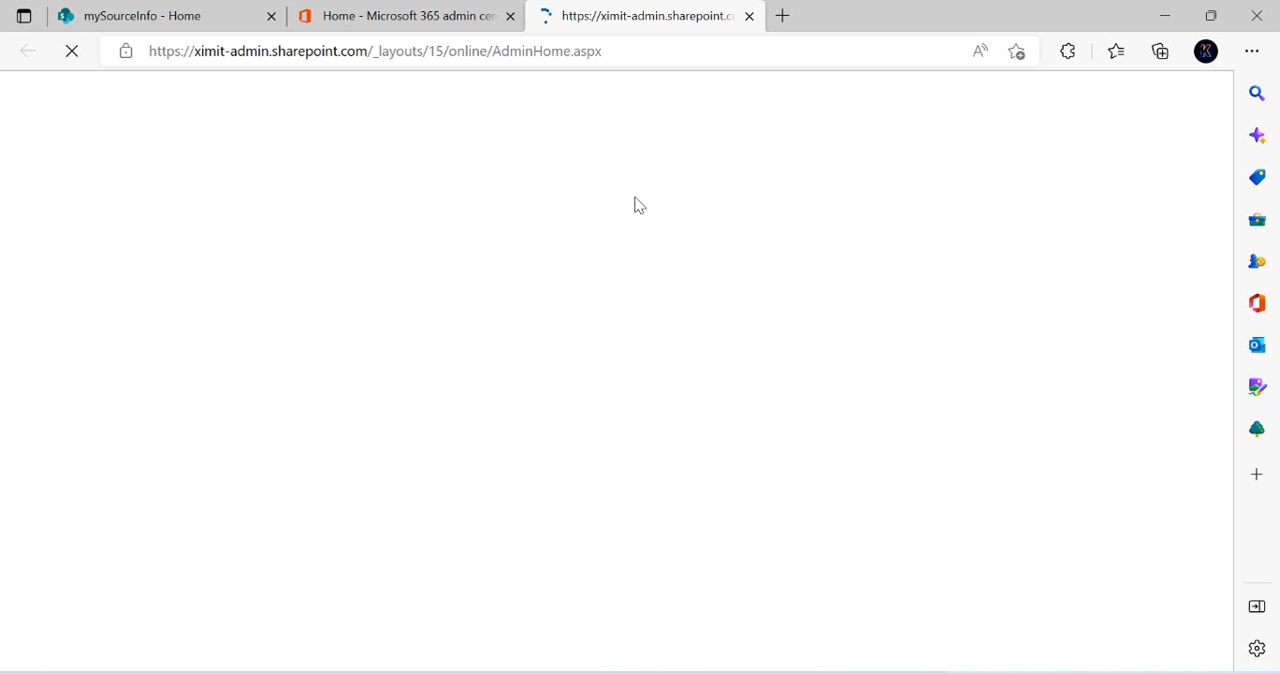 mySourceInfo - Home
Home - Microsoft 365 admin cen
https://ximit-admin.sharepoint.c
https://ximit-admin.sharepoint.com/_layouts/15/online/AdminHome.aspx